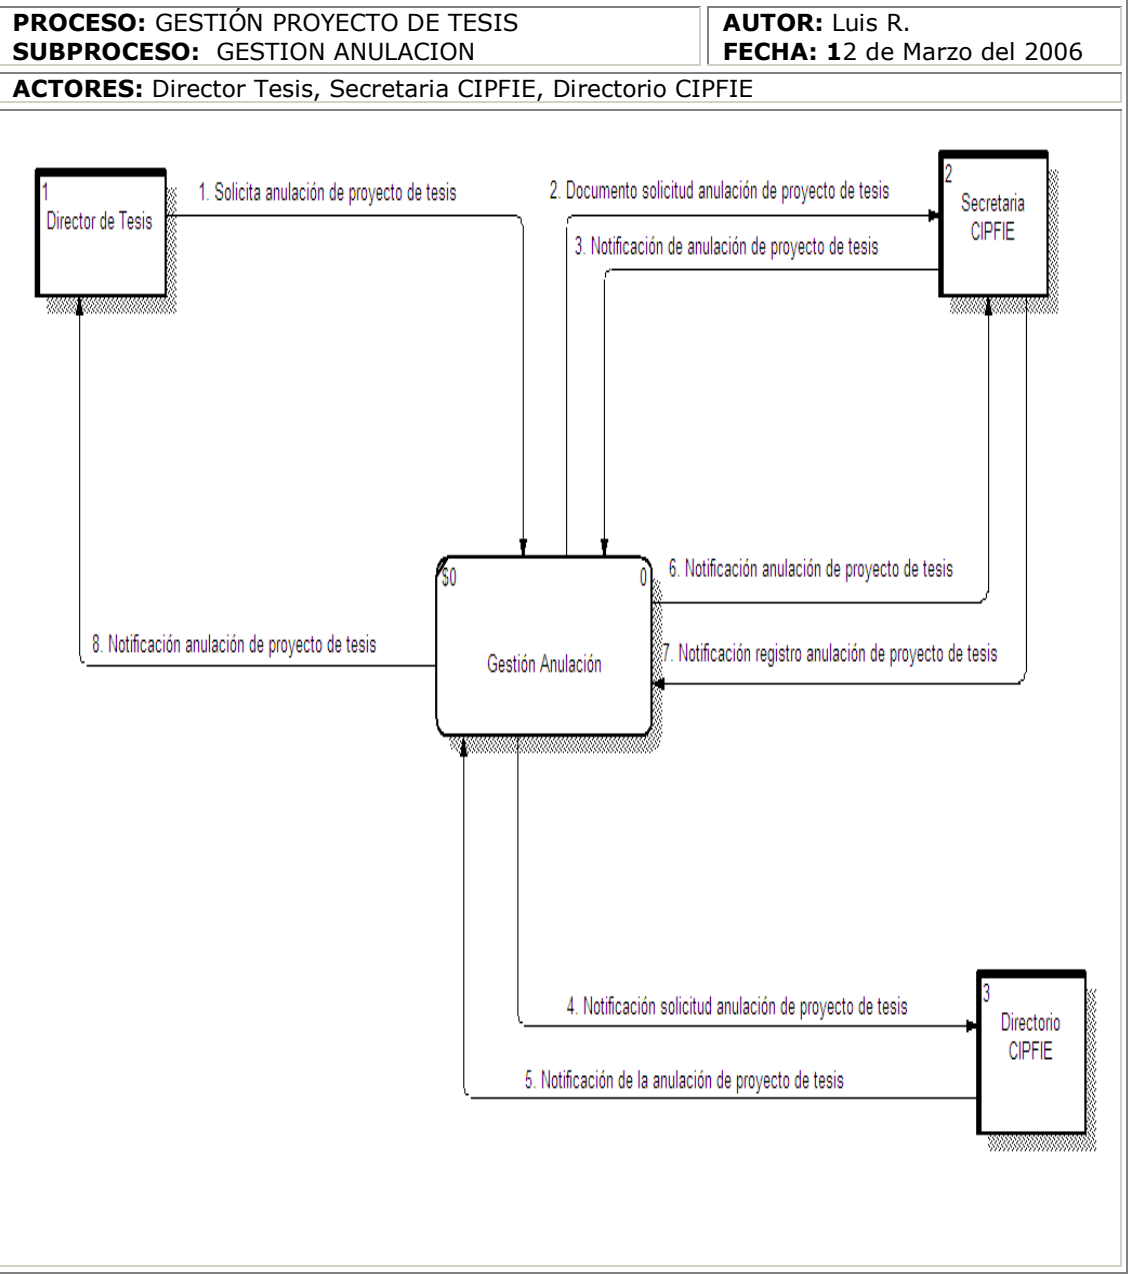 PROCESO: GESTIÓN PROYECTO DE TESIS
SUBPROCESO:  GESTION ANULACION
AUTOR: Luis R.
FECHA: 12 de Marzo del 2006
ACTORES: Director Tesis, Secretaria CIPFIE, Directorio CIPFIE
1
Director de Tesis
1. Solicita anulación de proyecto de tesis
2. Documento solicitud anulación de proyecto de tesis
2
Secretaria
CIPFIE
3. Notificación de anulación de proyecto de tesis
$0
0
Gestión Anulación
6. Notificación anulación de proyecto de tesis
8. Notificación anulación de proyecto de tesis
7. Notificación registro anulación de proyecto de tesis
4. Notificación solicitud anulación de proyecto de tesis
3
Directorio
CIPFIE
5. Notificación de la anulación de proyecto de tesis